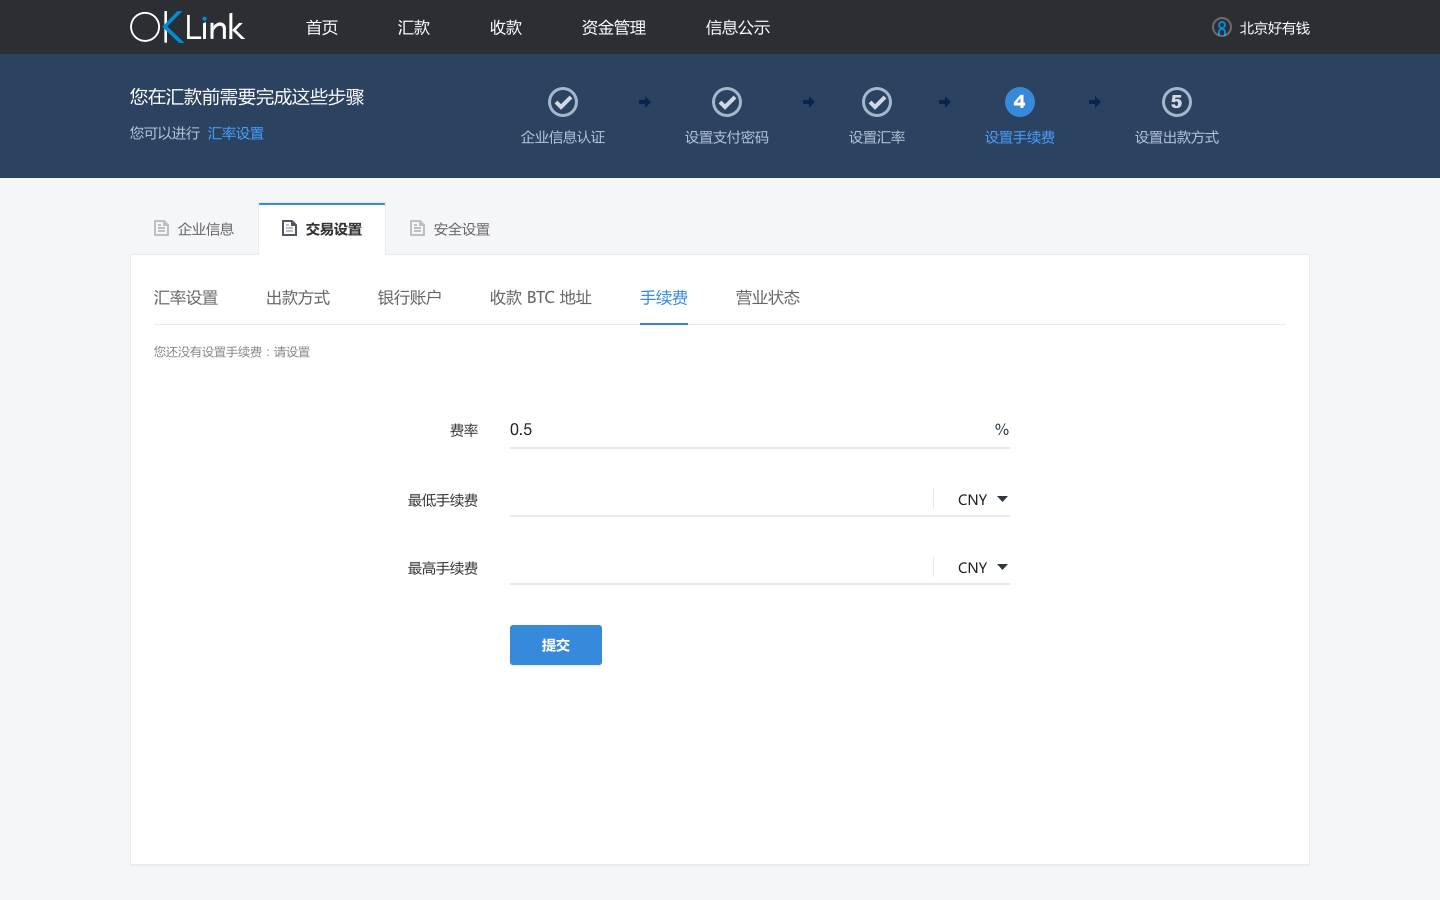 OKLink 首页 汇款 收款 资金管理 信息公示 北京好有钱
您在汇款前需要完成这些步骤
您可以进行 汇率设置
4 5
企业信息认证 设置支付密码 设置汇率 设置手续费 设置出款方式
企业信息 交易设置 安全设置
汇率设置 出款方式 银行账户 收款 BTC 地址 手续费 营业状态
您还没有设置手续费：请设置
费率 0.5 %
最低手续费 CNY
最高手续费 CNY
提交